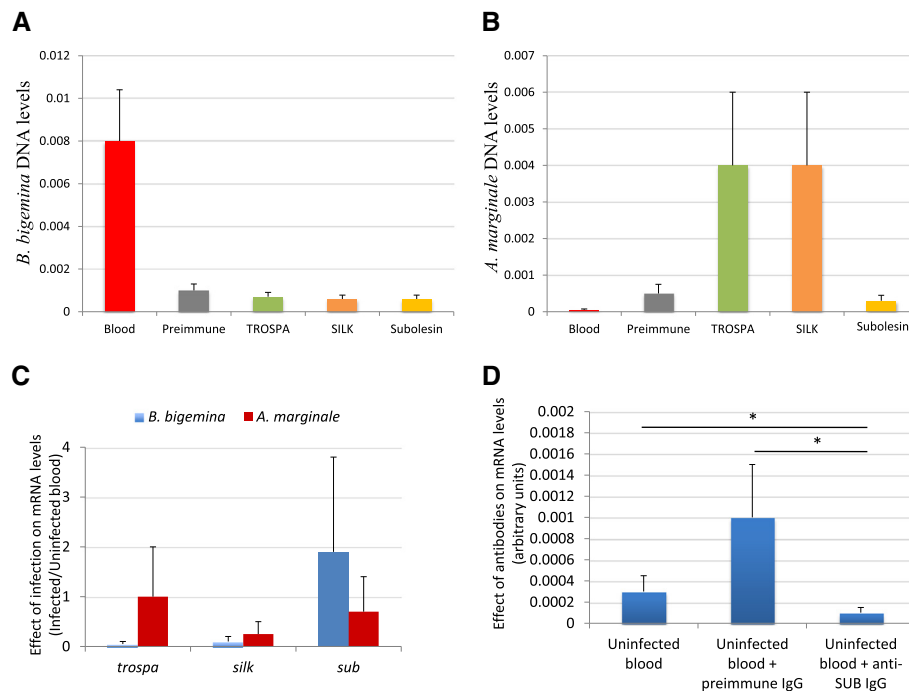 A
B. bigemina DNA levels
0.012
0.01
0.008
0.006
0.004
0.002
0
Blood
Preimmune
TROSPA
SILK
Subolesin
B
A. marginale DNA levels
0.007
0.006
0.005
0.004
0.003
0.002
0.001
0
Blood
Preimmune
TROSPA
SILK
Subolesin
C
B. bigemina
A. marginale
Effect of infection on mRNA levels
(Infected/Uninfected blood)
4
3
2
1
0
trospa
silk
sub
D
Effect of antibodies on mRNA levels
(arbitrary units)
0.002
0.0018
0.0016
0.0014
0.0012
0.001
0.0008
0.0006
0.0004
0.0002
0
*
*
Uninfected
blood
Uninfected
blood +
preimmune IgG
Uninfected
blood + anti-
SUB IgG